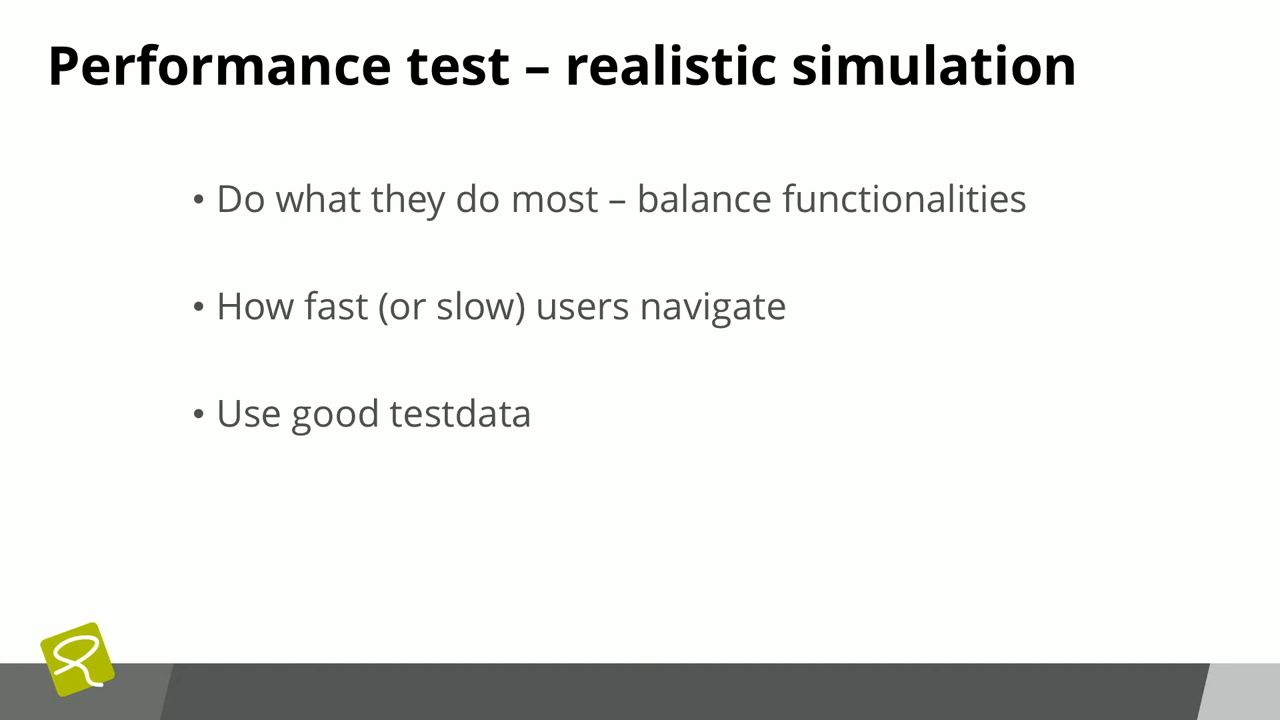 Performance test – realistic simulation
• Do what they do most – balance functionalities
• How fast (or slow) users navigate
• Use good testdata